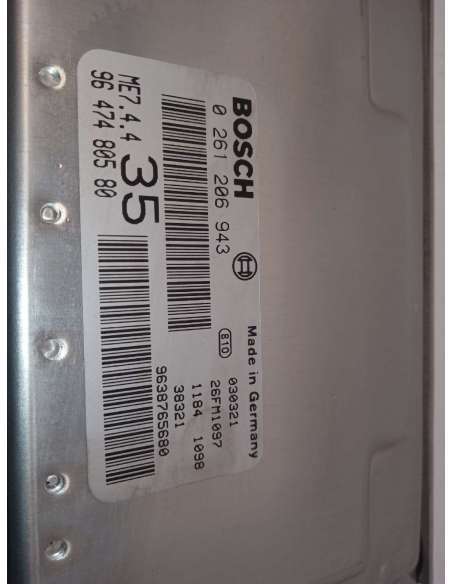 BOSCH
0 261 206 943
ME7.4.4
96 474 805 80
35
810
Made in Germany
030321
26FM1097
1184 1098
38321
9638765680